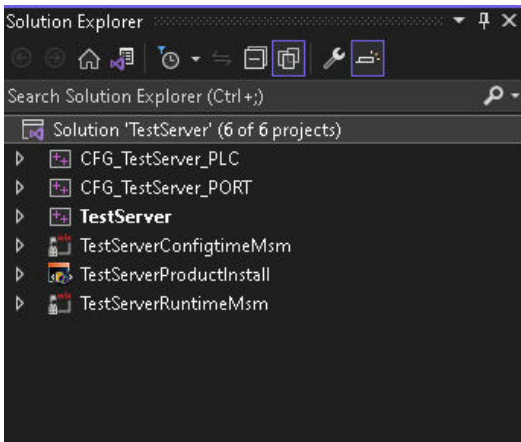 Solution Explorer
Search Solution Explorer (Ctrl+;)
Solution 'TestServer' (6 of 6 projects)
CFG_TestServer_PLC
CFG_TestServer_PORT
TestServer
TestServerConfigtimeMsm
TestServerProductInstall
TestServerRuntimeMsm